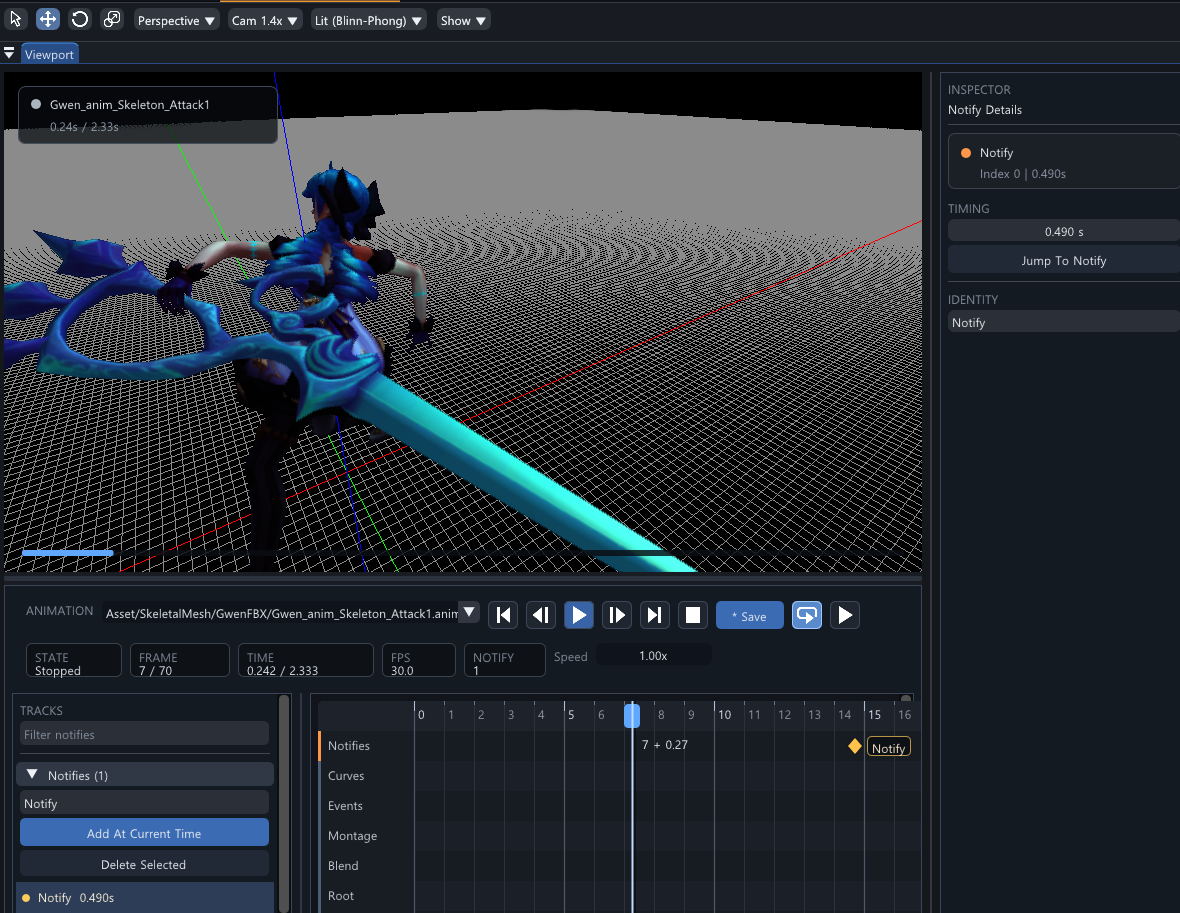 Perspective ▼ Cam 1.4x ▼ Lit (Blinn-Phong) ▼ Show ▼
Viewport
Gwen_anim_Skeleton_Attack1
0.24s / 2.33s
INSPECTOR
Notify Details
Notify
Index 0 | 0.490s
TIMING
0.490 s
Jump To Notify
IDENTITY
Notify
ANIMATION Asset/SkeletalMesh/GwenFBX/Gwen_anim_Skeleton_Attack1.anim * Save
STATE
Stopped
FRAME
7 / 70
TIME
0.242 / 2.333
FPS
30.0
NOTIFY
1
Speed 1.00x
TRACKS
Filter notifies
Notifies (1)
Notify
Add At Current Time
Delete Selected
Notify 0.490s
0 1 2 3 4 5 6 8 9 10 11 12 13 14 15 16
Notifies 7 + 0.27 Notify
Curves
Events
Montage
Blend
Root